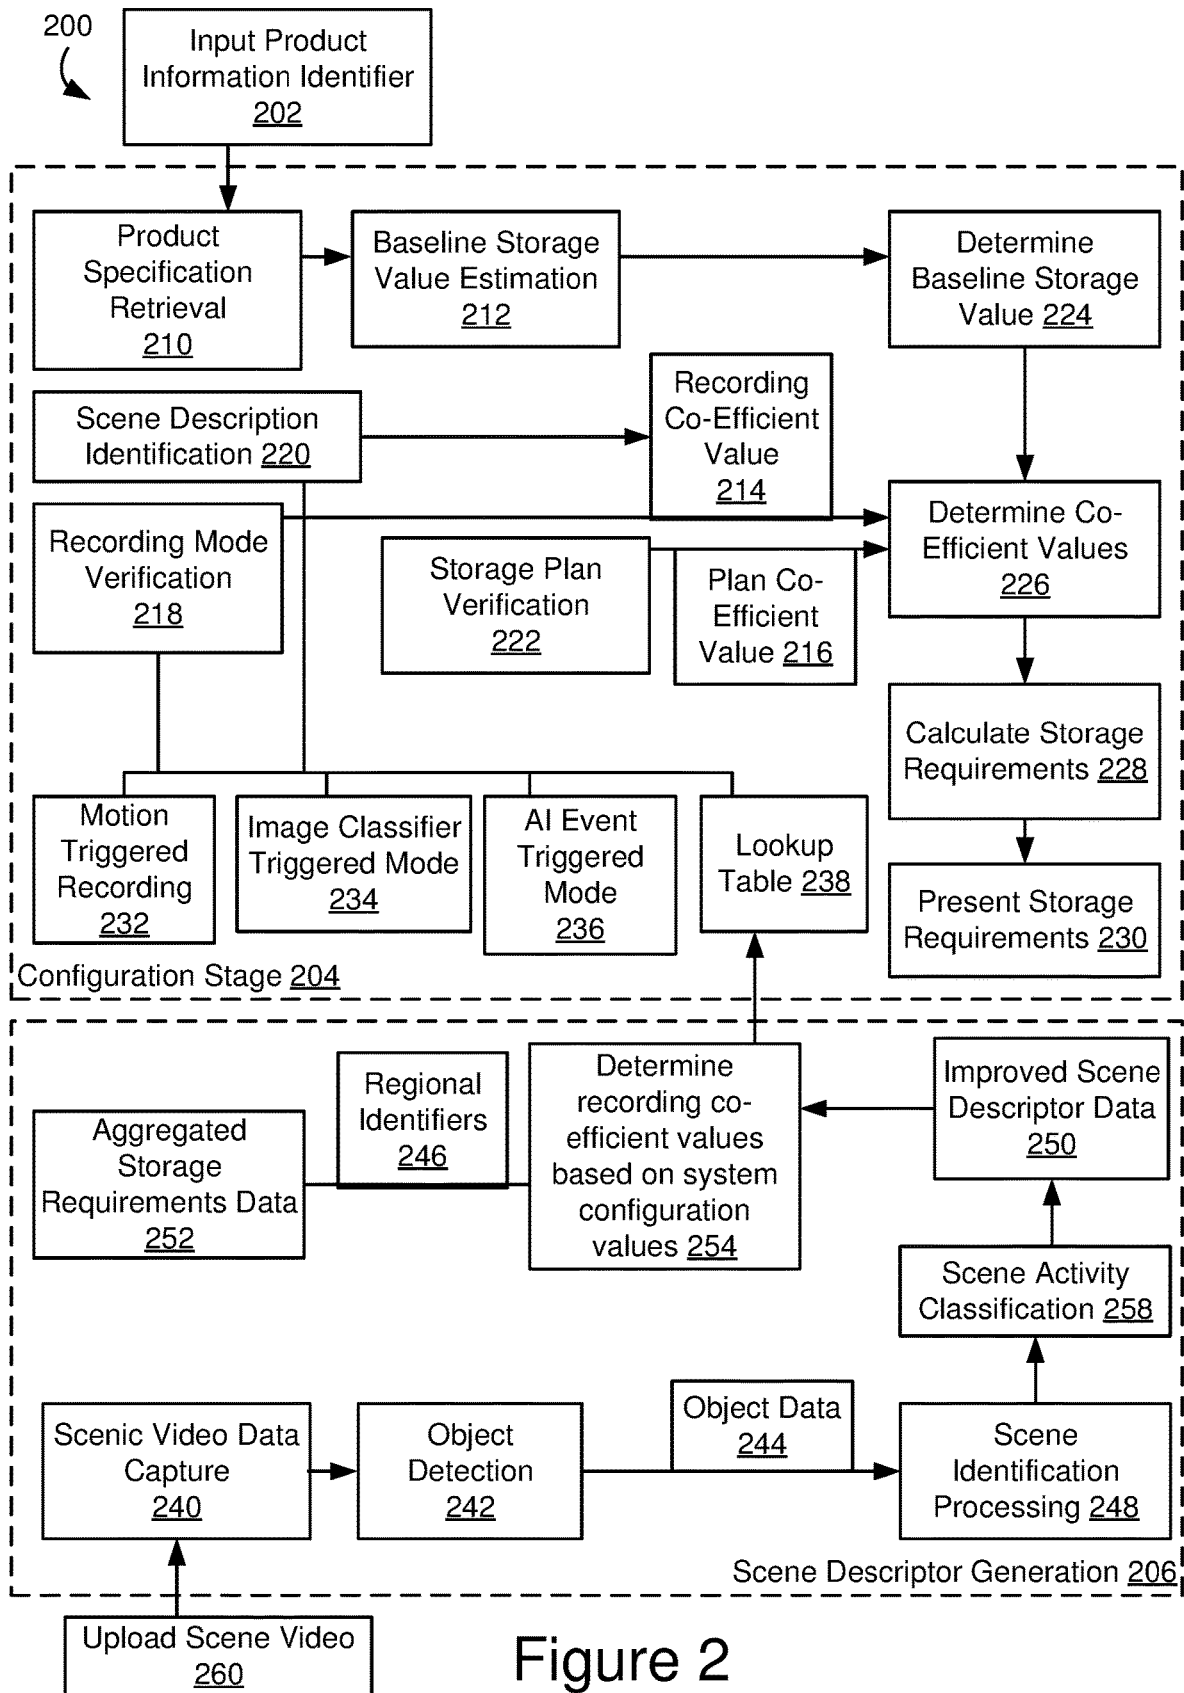 200
Input Product
Information Identifier
202
Product
Specification
Retrieval
210
Baseline Storage
Value Estimation
212
Determine
Baseline Storage
Value 224
Scene Description
Identification 220
Recording
Co-Efficient
Value
214
Recording Mode
Verification
218
Storage Plan
Verification
222
Plan Co-
Efficient
Value 216
Determine Co-
Efficient Values
226
Calculate Storage
Requirements 228
Motion
Triggered
Recording
232
Image Classifier
Triggered Mode
234
AI Event
Triggered
Mode
236
Lookup
Table 238
Present Storage
Requirements 230
Configuration Stage 204
Aggregated
Storage
Requirements Data
252
Regional
Identifiers
246
Determine
recording co-
efficient values
based on system
configuration
values 254
Improved Scene
Descriptor Data
250
Scene Activity
Classification 258
Scenic Video Data
Capture
240
Object
Detection
242
Object Data
244
Scene
Identification
Processing 248
Scene Descriptor Generation 206
Upload Scene Video
260
Figure 2